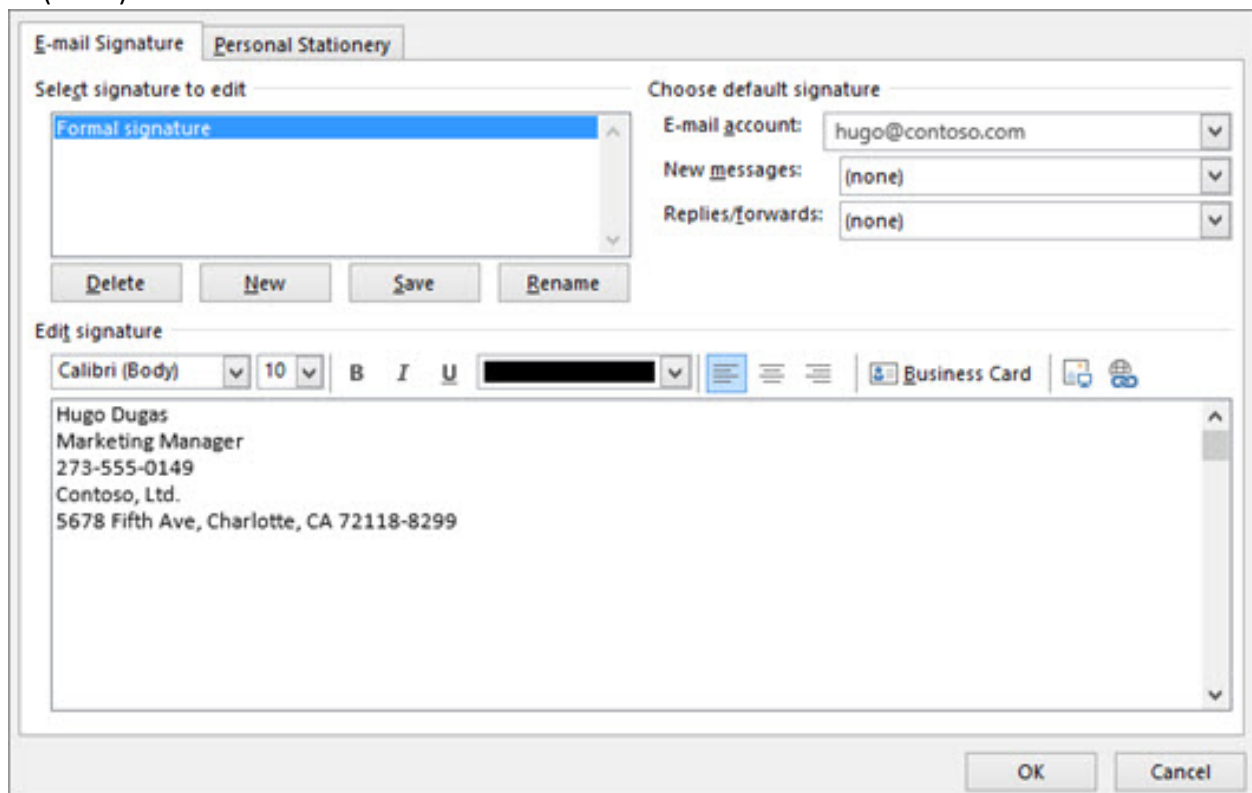 E-mail Signature
Personal Stationery
Select signature to edit
Formal signature
Delete
New
Save
Rename
Choose default signature
E-mail account:
hugo@contoso.com
New messages:
(none)
Replies/forwards:
(none)
Edit signature
Calibri (Body)
10
B
I
U
Business Card
Hugo Dugas
Marketing Manager
273-555-0149
Contoso, Ltd.
5678 Fifth Ave, Charlotte, CA 72118-8299
OK
Cancel